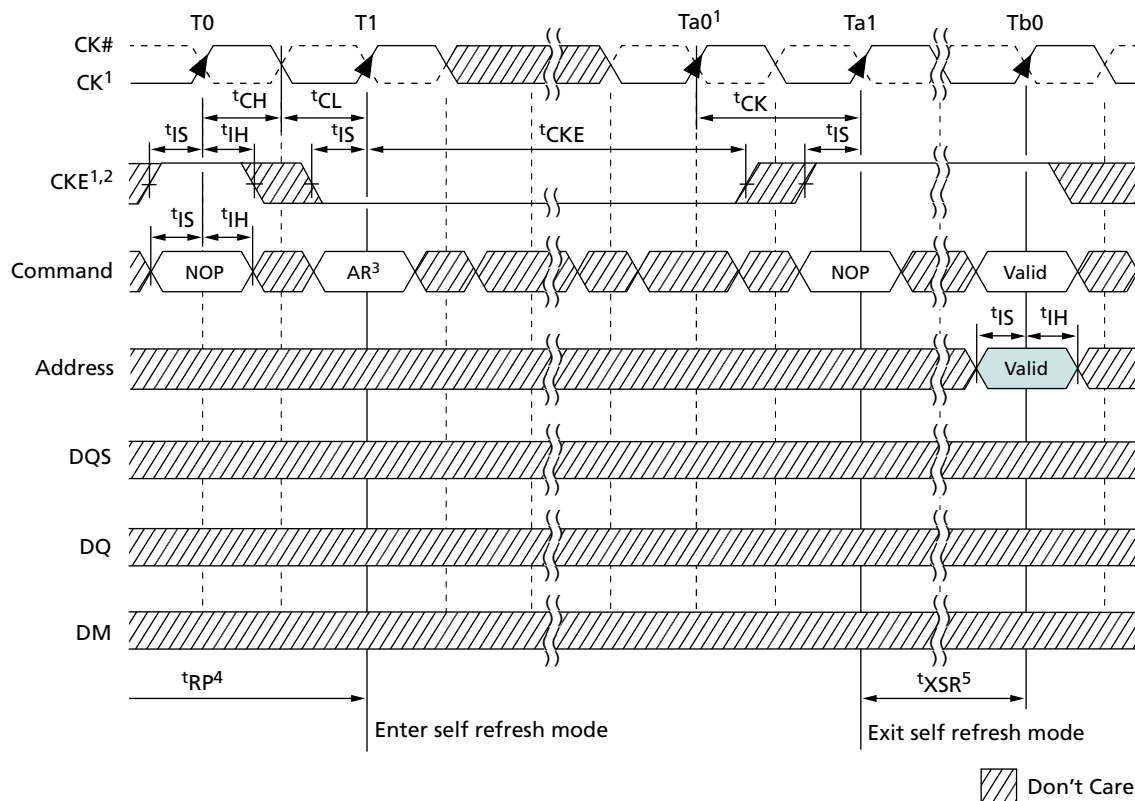 T0 T1 Ta0¹ Ta1 Tb0
CK#
CK¹
ᵗCH ᵗCL ᵗCK
ᵗIS ᵗIH ᵗIS ᵗCKE ᵗIS
CKE¹,²
ᵗIS ᵗIH
Command NOP AR³ NOP Valid
ᵗIS ᵗIH
Address Valid
DQS
DQ
DM
ᵗRP⁴ ᵗXSR⁵
Enter self refresh mode Exit self refresh mode
Don't Care